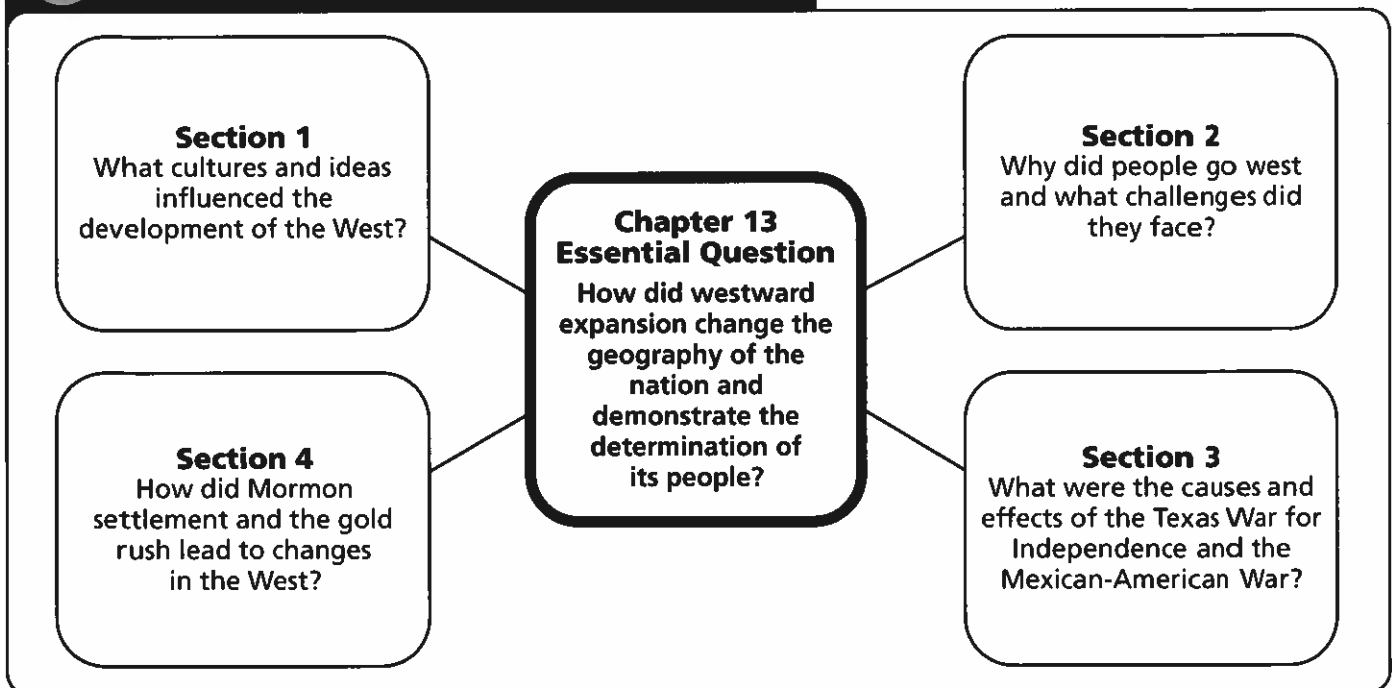 Section 1
What cultures and ideas
influenced the
development of the West?
Section 2
Why did people go west
and what challenges did
they face?
Chapter 13
Essential Question
How did westward
expansion change the
geography of the
nation and
demonstrate the
determination of
its people?
Section 4
How did Mormon
settlement and the gold
rush lead to changes
in the West?
Section 3
What were the causes and
effects of the Texas War for
Independence and the
Mexican-American War?